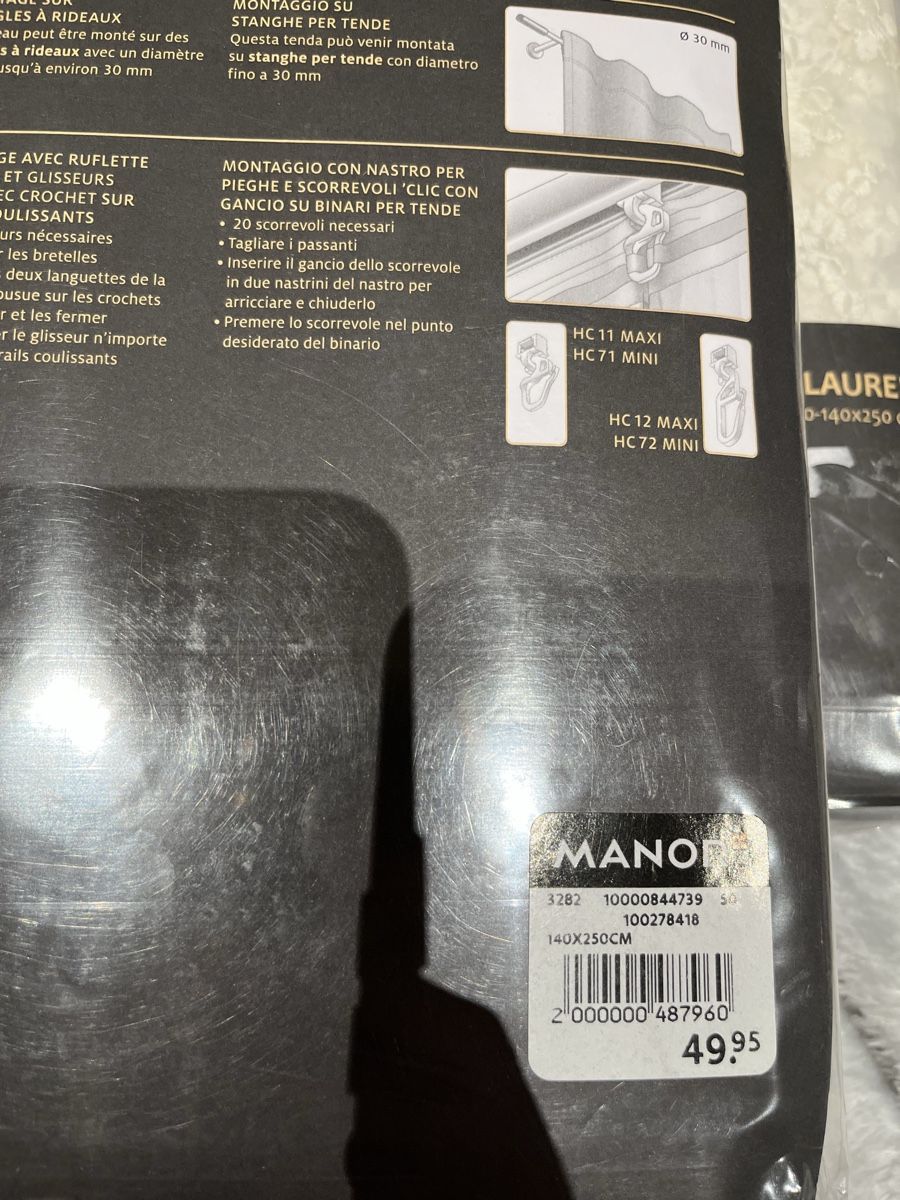 GLES À RIDEAUX
eau peut être monté sur des
s à rideaux avec un diamètre
usqu'à environ 30 mm
MONTAGGIO SU
STANGHE PER TENDE
Questa tenda può venir montata
su stanghe per tende con diametro
fino a 30 mm
Ø 30 mm
GE AVEC RUFLETTE
ET GLISSEURS
EC CROCHET SUR
OULISSANTS
urs nécessaires
r les bretelles
s deux languettes de la
ousue sur les crochets
r et les fermer
er le glisseur n'importe
rails coulissants
MONTAGGIO CON NASTRO PER
PIEGHE E SCORREVOLI 'CLIC CON
GANCIO SU BINARI PER TENDE
• 20 scorrevoli necessari
• Tagliare i passanti
• Inserire il gancio dello scorrevole
in due nastrini del nastro per
arricciare e chiuderlo
• Premere lo scorrevole nel punto
desiderato del binario
HC 11 MAXI
HC 71 MINI
HC 12 MAXI
HC 72 MINI
LAURE
0-140x250
MANOR
3282 10000844739
100278418
140X250CM
2 000000 487960
49.95